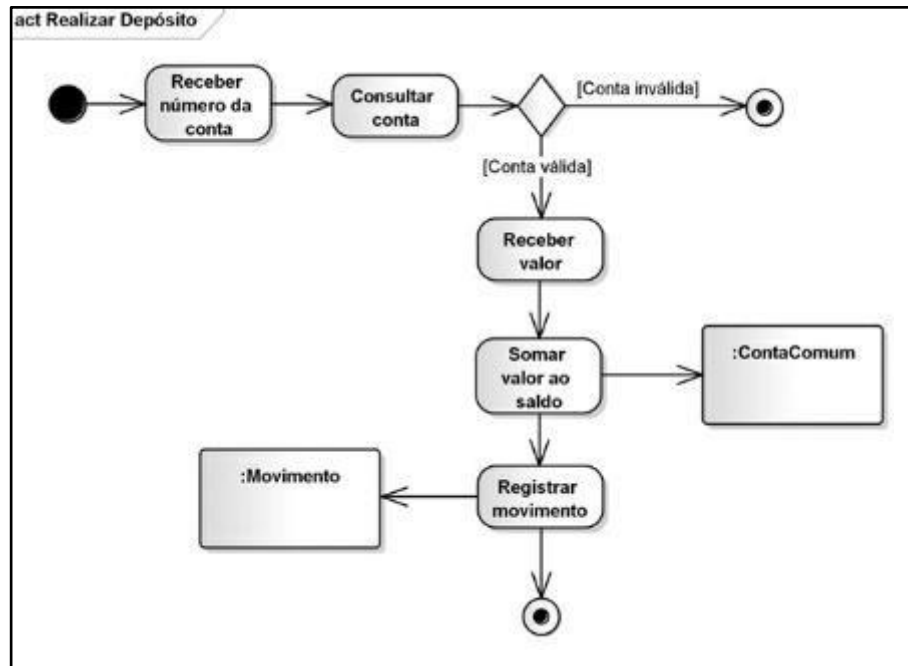 act Realizar Depósito
Receber
número da
conta
Consultar
conta
[Conta inválida]
[Conta válida]
Receber
valor
Somar
valor ao
saldo
:ContaComum
:Movimento
Registrar
movimento